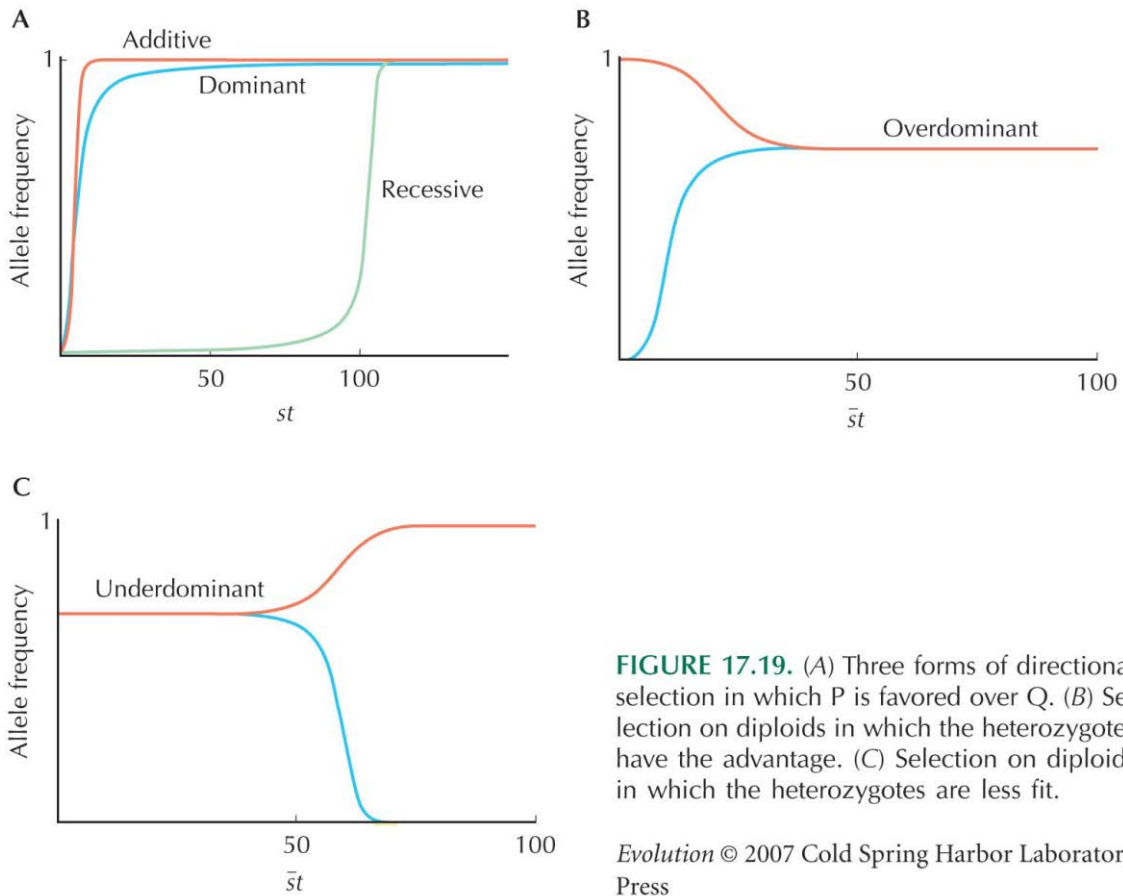 A
Additive
1
Dominant
Recessive
Allele frequency
50
100
st
B
1
Overdominant
Allele frequency
50
100
s̄t
C
1
Underdominant
Allele frequency
50
100
s̄t
FIGURE 17.19. (A) Three forms of directiona
selection in which P is favored over Q. (B) Se
lection on diploids in which the heterozygote
have the advantage. (C) Selection on diploid
in which the heterozygotes are less fit.
Evolution © 2007 Cold Spring Harbor Laborator
Press